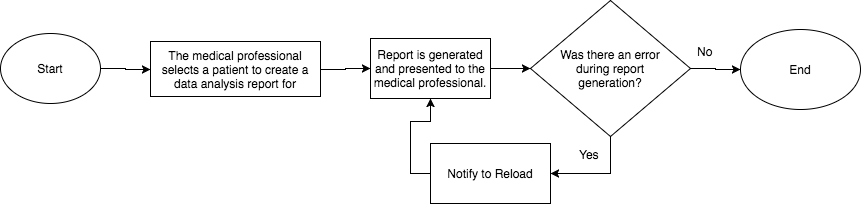 Start
The medical professional
selects a patient to create a
data analysis report for
Report is generated
and presented to the
medical professional.
Was there an error
during report
generation?
No
End
Yes
Notify to Reload